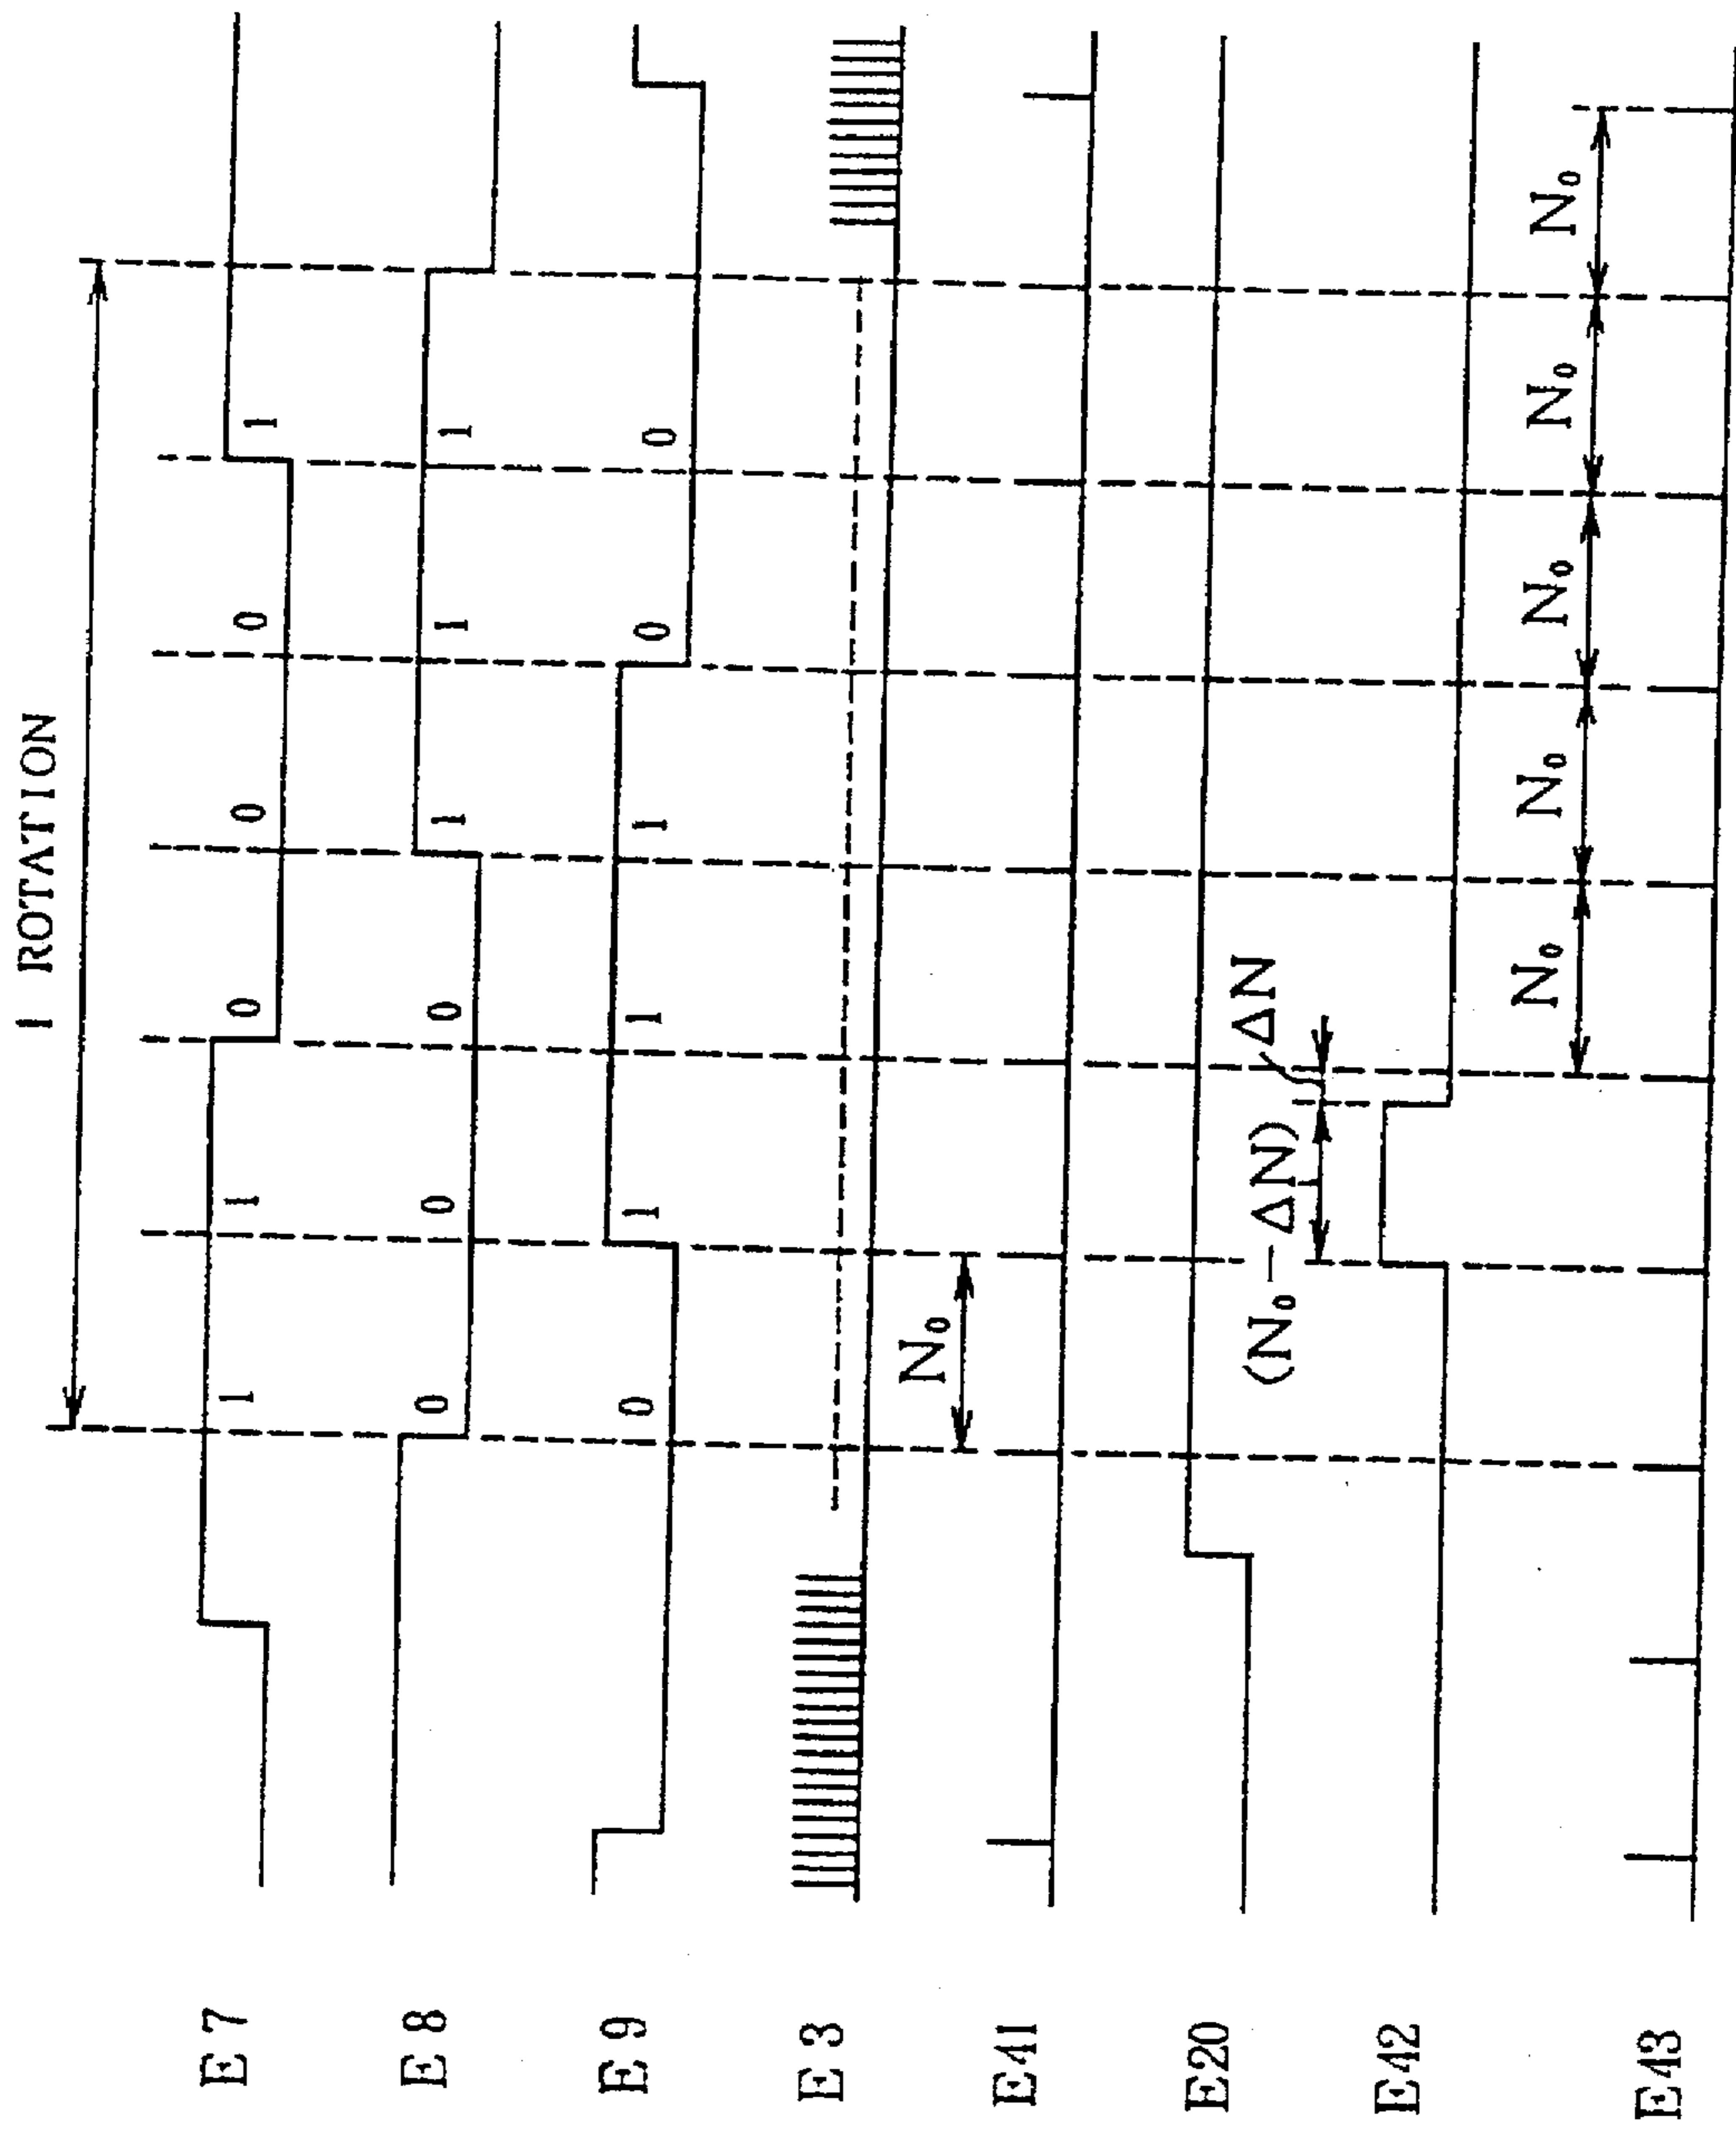 1 ROTATION
E7 1 1 0 0 0 1
E8 0 0 0 1 1 1
E9 0 1 1 1 0 0
E3
N₀
E41
E20
(N₀−ΔN) ΔN
E42
N₀ N₀ N₀ N₀ N₀
E43